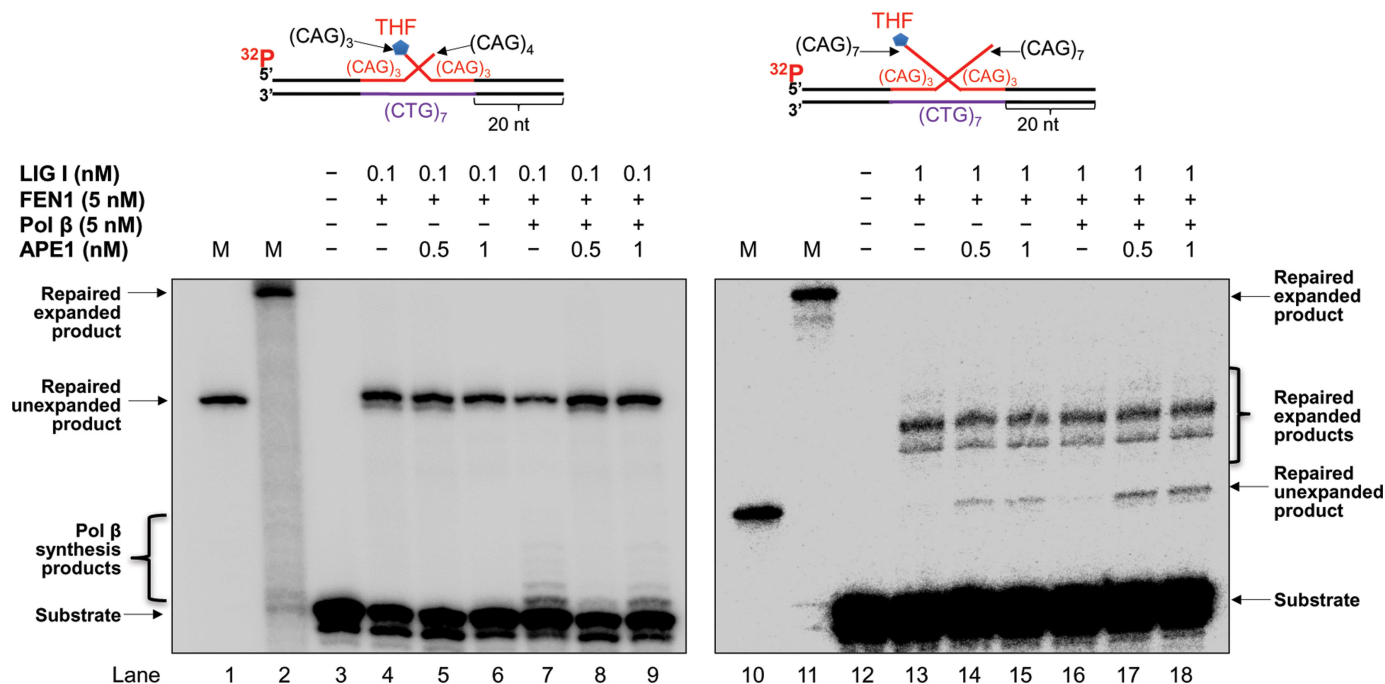 THF
(CAG)3
(CAG)4
32P
5'
(CAG)3
(CAG)3
3'
(CTG)7
20 nt
THF
(CAG)7
(CAG)7
32P
5'
(CAG)3
(CAG)3
3'
(CTG)7
20 nt
LIG I (nM) – 0.1 0.1 0.1 0.1 0.1 0.1 – 1 1 1 1 1 1
FEN1 (5 nM) – + + + + + + – + + + + + +
Pol β (5 nM) – – – – + + + – – – – + + +
APE1 (nM) M M – – 0.5 1 – 0.5 1 M M – – 0.5 1 – 0.5 1
Repaired
expanded
product
Repaired
unexpanded
product
Pol β
synthesis
products
Substrate
Repaired
expanded
product
Repaired
expanded
products
Repaired
unexpanded
product
Substrate
Lane 1 2 3 4 5 6 7 8 9 10 11 12 13 14 15 16 17 18